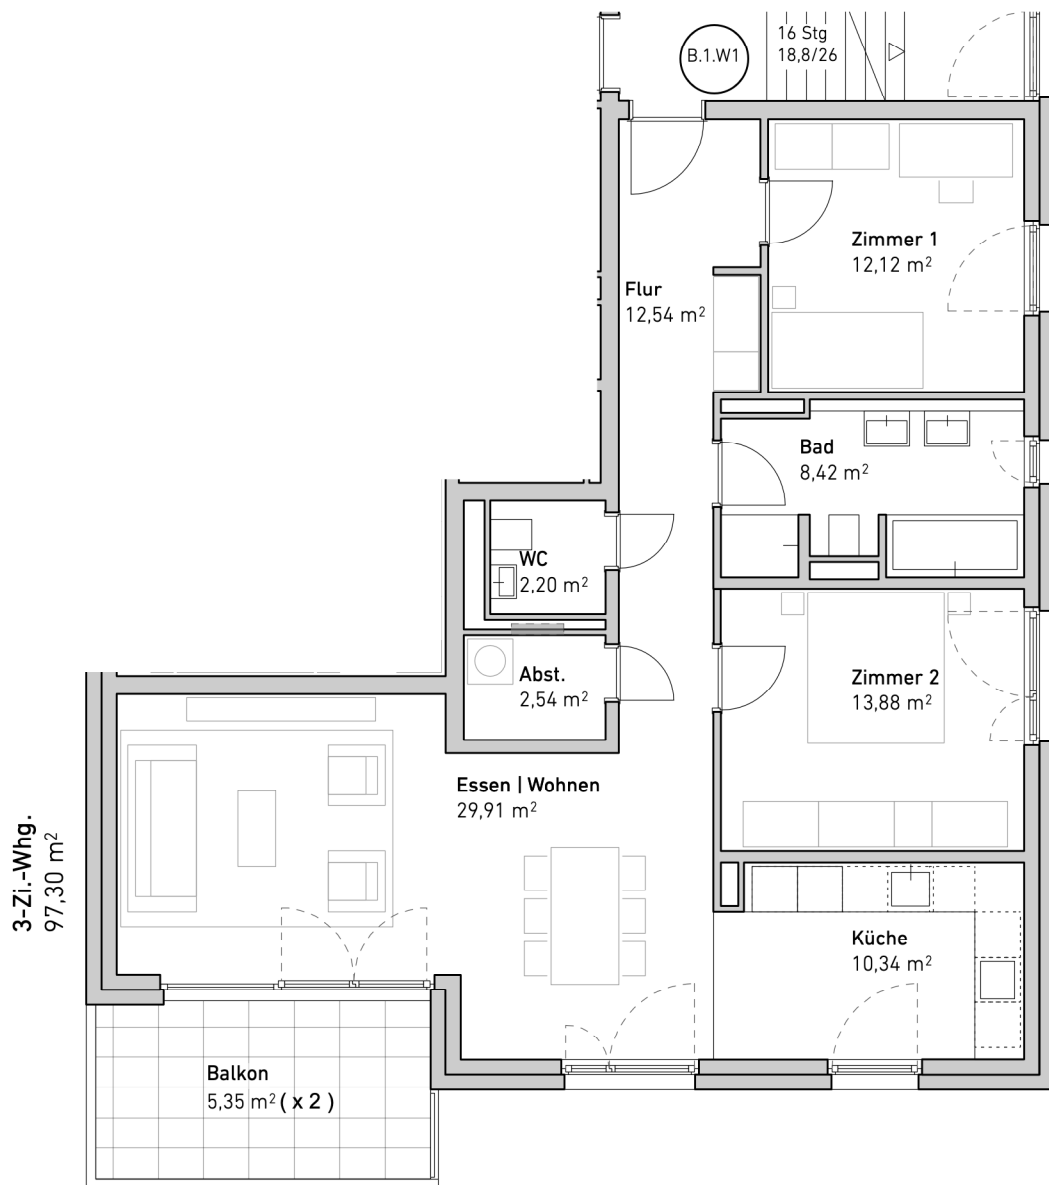 16 Stg
18,8/26
B.1.W1
Zimmer 1
12,12 m²
Flur
12,54 m²
Bad
8,42 m²
WC
2,20 m²
Abst.
2,54 m²
Zimmer 2
13,88 m²
Essen | Wohnen
29,91 m²
3-Zi.-Whg.
97,30 m²
Küche
10,34 m²
Balkon
5,35 m² ( x 2 )